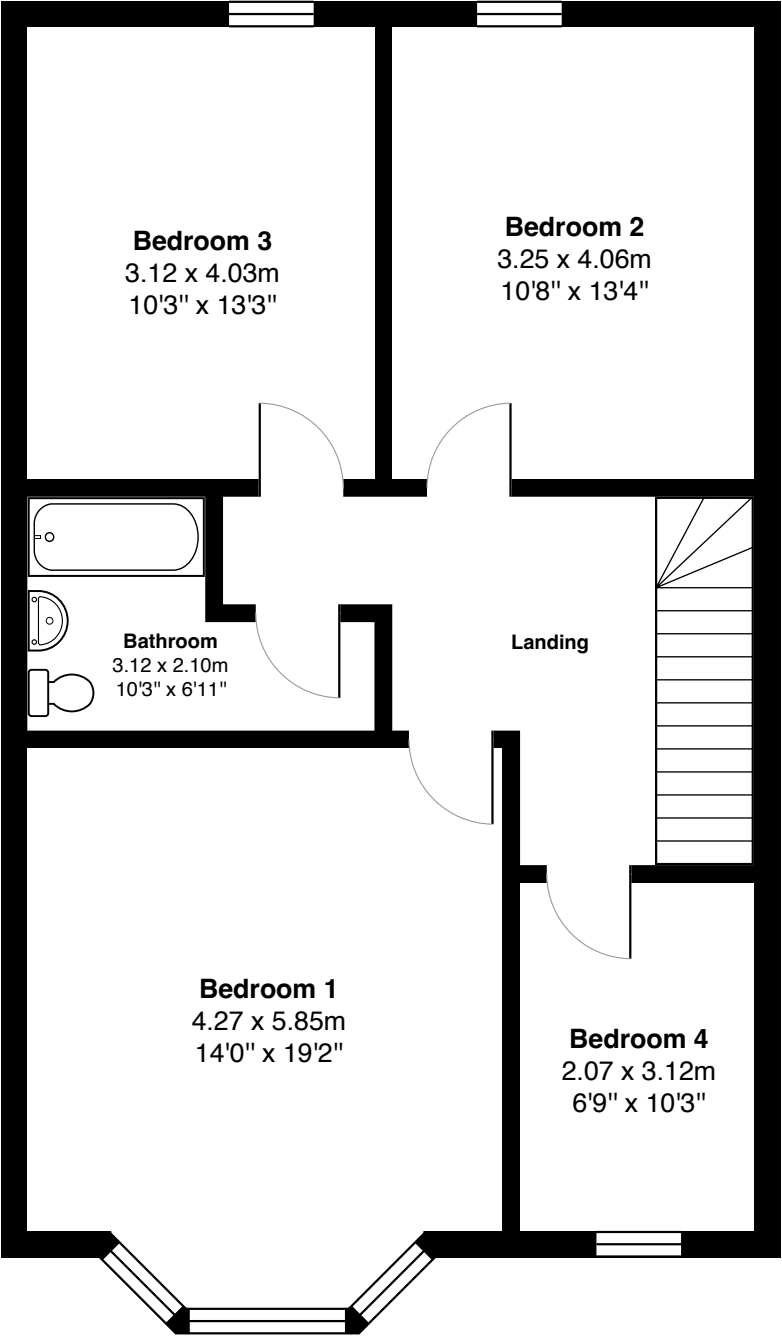 Bedroom 3
3.12 x 4.03m
10'3" x 13'3"
Bedroom 2
3.25 x 4.06m
10'8" x 13'4"
Bathroom
3.12 x 2.10m
10'3" x 6'11"
Landing
Bedroom 1
4.27 x 5.85m
14'0" x 19'2"
Bedroom 4
2.07 x 3.12m
6'9" x 10'3"